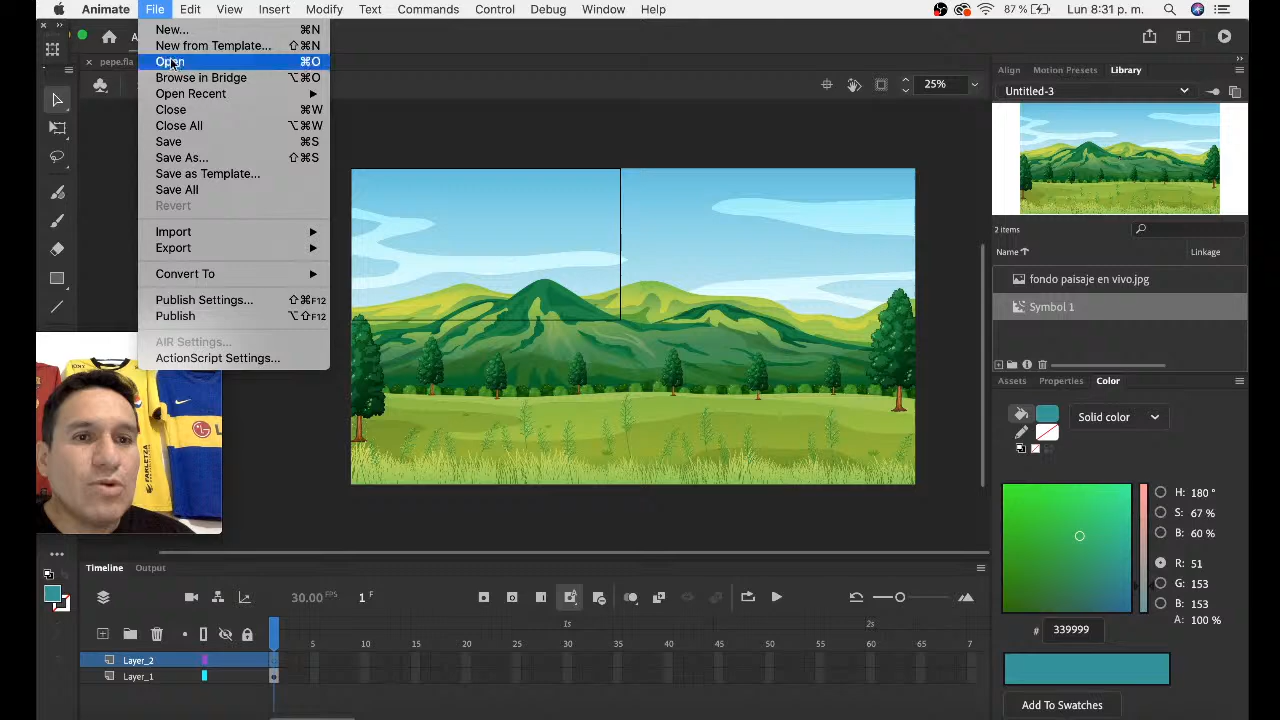 Animate File Edit View Insert Modify Text Commands Control Debug Window Help 87 % Lun 8:31 p. m.
New... ⌘N
New from Template... ⇧⌘N
Open ⌘O
Browse in Bridge ⌥⌘O
Open Recent
Close ⌘W
Close All ⌥⌘W
Save ⌘S
Save As... ⇧⌘S
Save as Template...
Save All
Revert
Import
Export
Convert To
Publish Settings... ⇧⌘F12
Publish ⌥⇧F12
AIR Settings...
ActionScript Settings...
pepe.fla
25%
Align Motion Presets Library
Untitled-3
2 items
Name Linkage
fondo paisaje en vivo.jpg
Symbol 1
Assets Properties Color
Solid color
H: 180 °
S: 67 %
B: 60 %
R: 51
G: 153
B: 153
A: 100 %
# 339999
Add To Swatches
LG
FARLETZA
Timeline Output
30.00 FPS 1 F
1s 2s
5 10 15 20 25 30 35 40 45 50 55 60 65 7
Layer_2
Layer_1